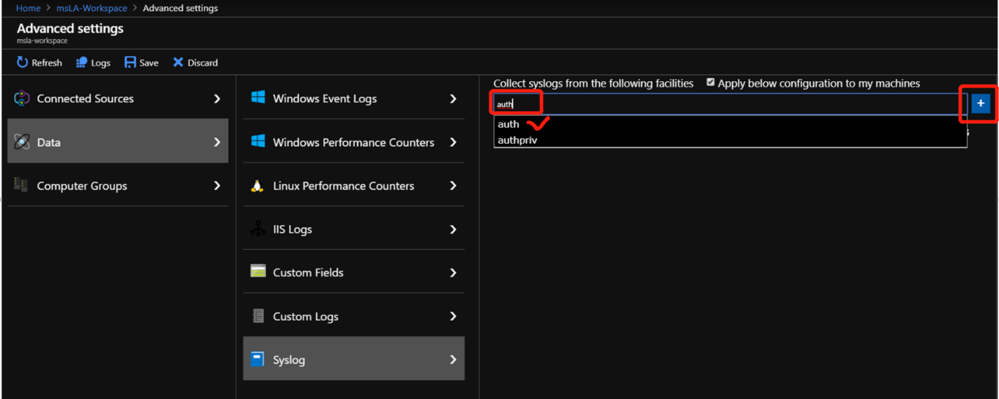 Home > msLA-Workspace > Advanced settings
Advanced settings
msla-workspace
Refresh Logs Save Discard
Connected Sources
Data
Computer Groups
Windows Event Logs
Windows Performance Counters
Linux Performance Counters
IIS Logs
Custom Fields
Custom Logs
Syslog
Collect syslogs from the following facilities Apply below configuration to my machines
auth
+
auth
authpriv